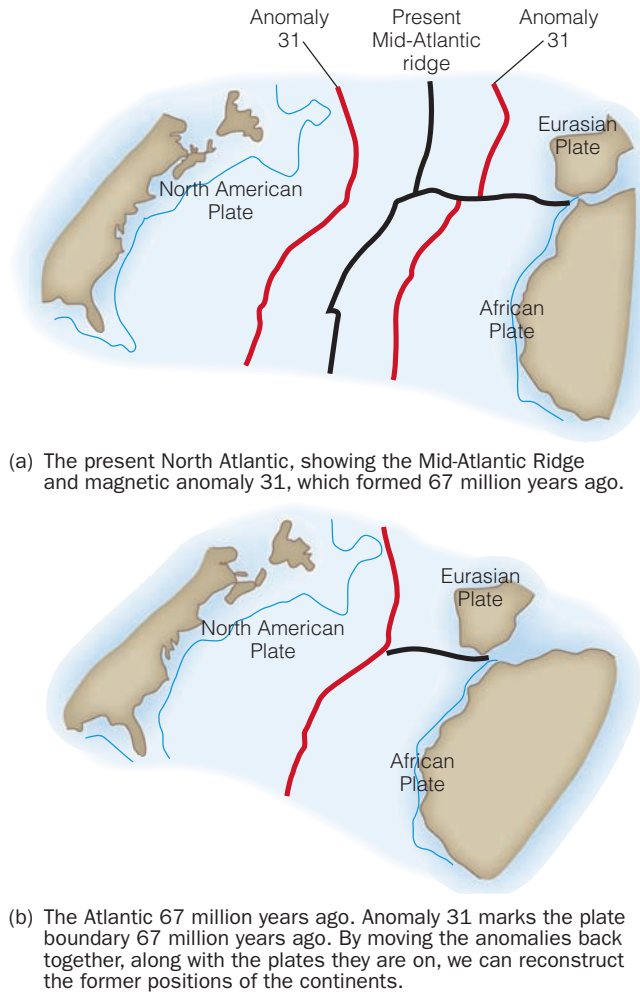 Anomaly
31
Present
Mid-Atlantic
ridge
Anomaly
31
Eurasian
Plate
North American
Plate
African
Plate
(a) The present North Atlantic, showing the Mid-Atlantic Ridge
and magnetic anomaly 31, which formed 67 million years ago.
Eurasian
Plate
North American
Plate
African
Plate
(b) The Atlantic 67 million years ago. Anomaly 31 marks the plate
boundary 67 million years ago. By moving the anomalies back
together, along with the plates they are on, we can reconstruct
the former positions of the continents.